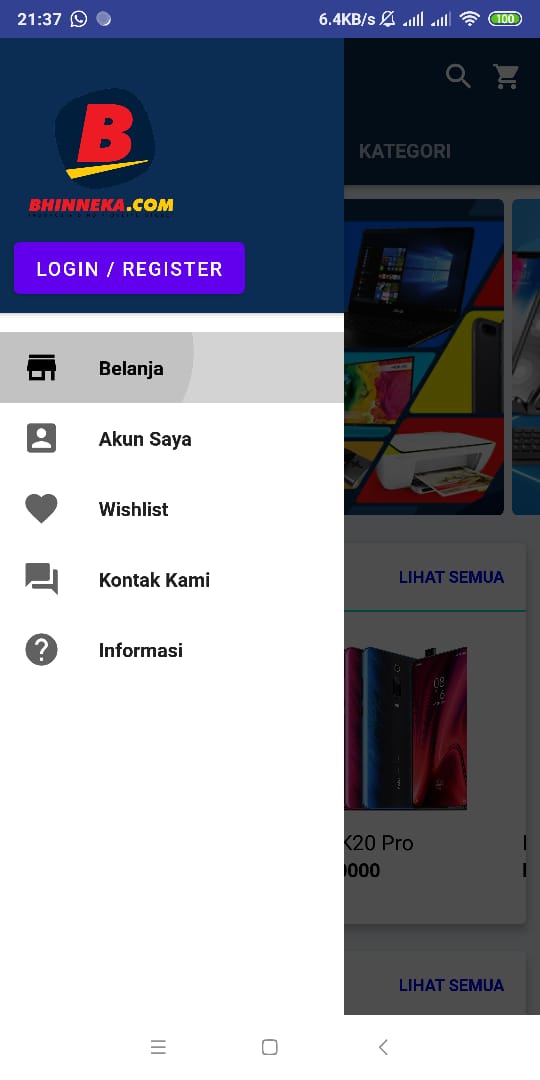 21:37
6.4KB/s
100
B
BHINNEKA.COM
KATEGORI
LOGIN / REGISTER
Belanja
Akun Saya
Wishlist
Kontak Kami
Informasi
LIHAT SEMUA
K20 Pro
0000
LIHAT SEMUA